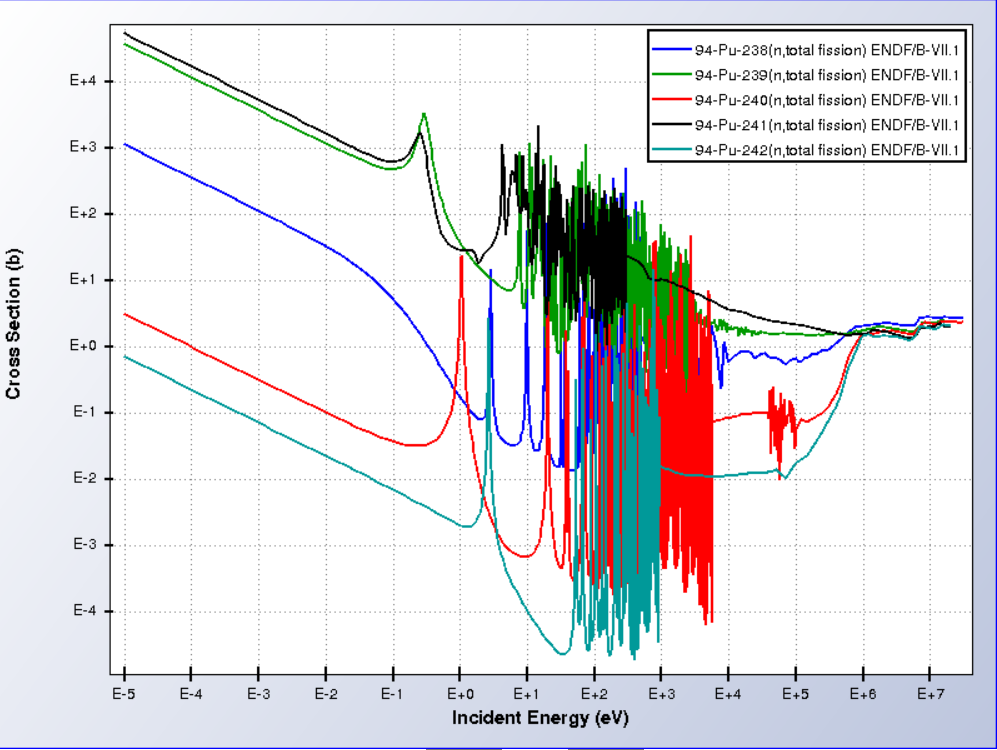 94-Pu-238(n,total fission) ENDF/B-VII.1
94-Pu-239(n,total fission) ENDF/B-VII.1
94-Pu-240(n,total fission) ENDF/B-VII.1
94-Pu-241(n,total fission) ENDF/B-VII.1
94-Pu-242(n,total fission) ENDF/B-VII.1
Cross Section (b)
E+4
E+3
E+2
E+1
E+0
E-1
E-2
E-3
E-4
E-5 E-4 E-3 E-2 E-1 E+0 E+1 E+2 E+3 E+4 E+5 E+6 E+7
Incident Energy (eV)